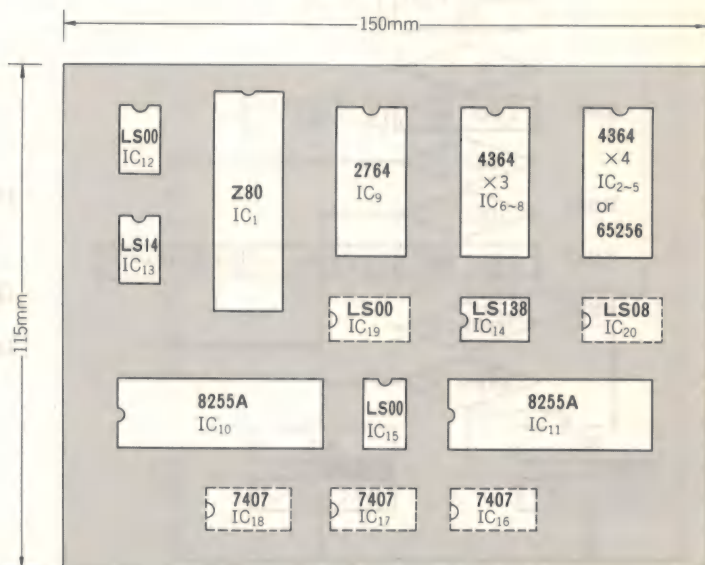 150mm
115mm
LS00
IC₁₂
LS14
IC₁₃
Z80
IC₁
2764
IC₉
4364
×3
IC₆~₈
4364
×4
IC₂~₅
or
65256
LS00
IC₁₉
LS138
IC₁₄
LS08
IC₂₀
8255A
IC₁₀
LS00
IC₁₅
8255A
IC₁₁
7407
IC₁₈
7407
IC₁₇
7407
IC₁₆